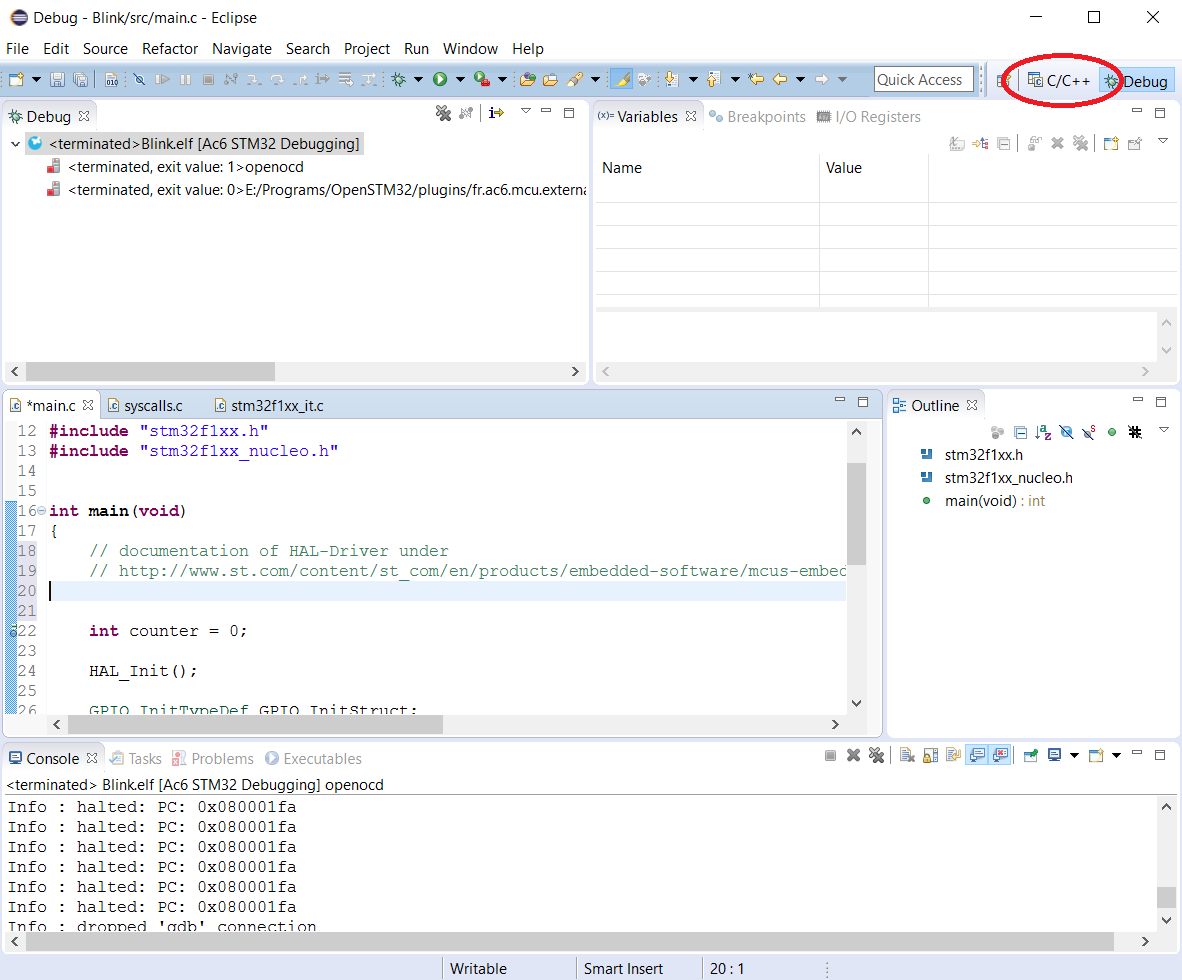 Debug - Blink/src/main.c - Eclipse
File Edit Source Refactor Navigate Search Project Run Window Help
Quick Access
C/C++
Debug
Debug
<terminated>Blink.elf [Ac6 STM32 Debugging]
<terminated, exit value: 1>openocd
<terminated, exit value: 0>E:/Programs/OpenSTM32/plugins/fr.ac6.mcu.externa
(x)= Variables Breakpoints I/O Registers
Name Value
*main.c syscalls.c stm32f1xx_it.c
12 #include "stm32f1xx.h"
13 #include "stm32f1xx_nucleo.h"
14
15
16 int main(void)
17 {
18 // documentation of HAL-Driver under
19 // http://www.st.com/content/st_com/en/products/embedded-software/mcus-embed
20
21
22 int counter = 0;
23
24 HAL_Init();
25
26 GPIO_InitTypeDef GPIO_InitStruct;
Outline
stm32f1xx.h
stm32f1xx_nucleo.h
main(void) : int
Console Tasks Problems Executables
<terminated> Blink.elf [Ac6 STM32 Debugging] openocd
Info : halted: PC: 0x080001fa
Info : halted: PC: 0x080001fa
Info : halted: PC: 0x080001fa
Info : halted: PC: 0x080001fa
Info : halted: PC: 0x080001fa
Info : halted: PC: 0x080001fa
Info : dropped 'gdb' connection
Writable Smart Insert 20 : 1